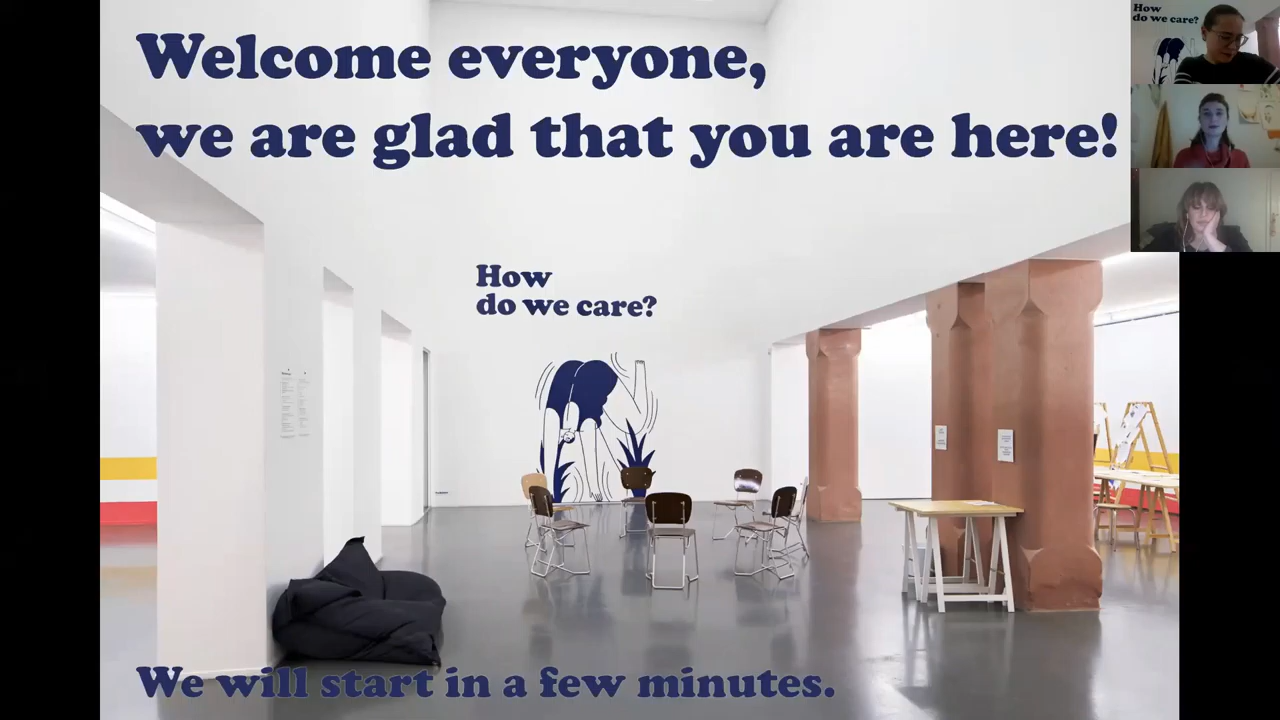 Welcome everyone,
we are glad that you are here!
How
do we care?
We will start in a few minutes.
How
do we care?